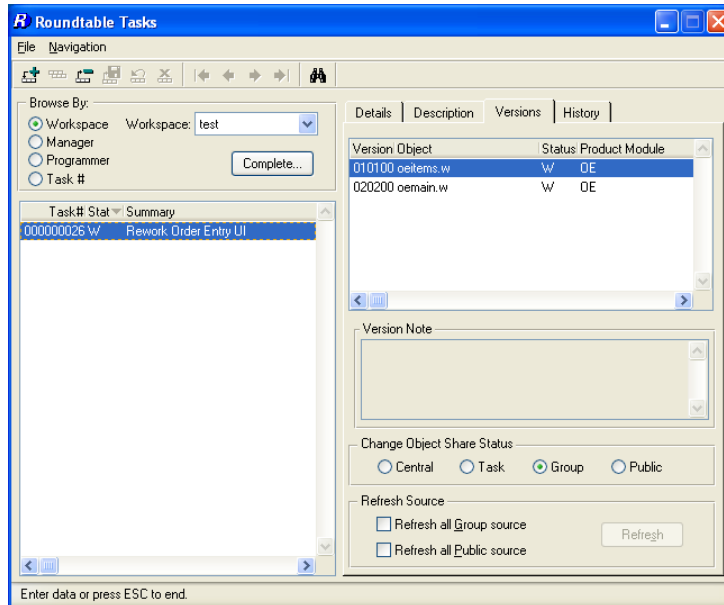 Roundtable Tasks
File Navigation
Browse By:
Workspace Workspace: test
Manager
Programmer
Task #
Complete...
Task# Stat Summary
000000026 W Rework Order Entry UI
Details Description Versions History
Version Object Status Product Module
010100 oeitems.w W OE
020200 oemain.w W OE
Version Note
Change Object Share Status
Central Task Group Public
Refresh Source
Refresh all Group source
Refresh all Public source
Refresh
Enter data or press ESC to end.